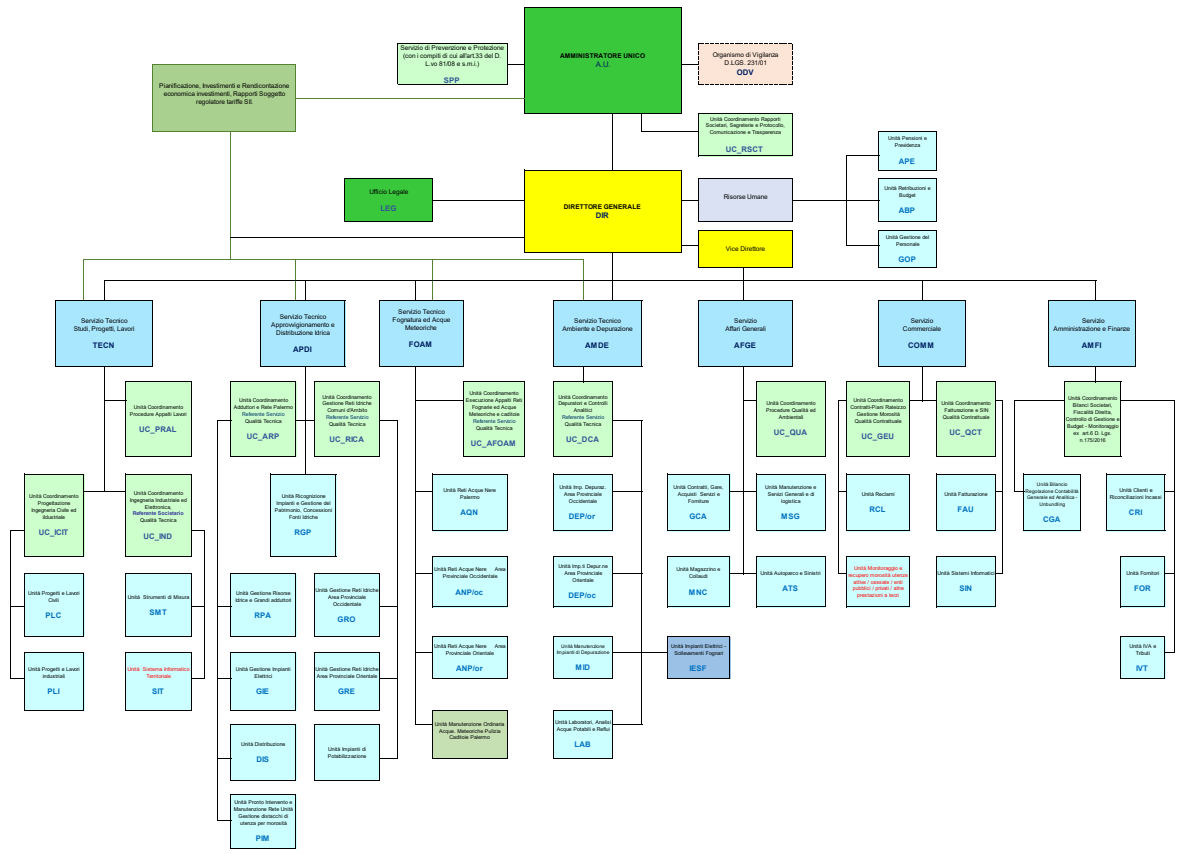 AMMINISTRATORE UNICO
A.U.
Servizio di Prevenzione e Protezione
(con i compiti di cui all'art.33 del D.
L.vo 81/08 e s.m.i.)
SPP
Organismo di Vigilanza
D.LGS. 231/01
ODV
Pianificazione, Investimenti e Rendicontazione
economica investimenti, Rapporti Soggetto
regolatore tariffe SII.
Unità Coordinamento Rapporti
Societari, Segreterie e Protocollo,
Comunicazione e Trasparenza
UC_RSCT
Unità Pensioni e
Previdenza
APE
Ufficio Legale
LEG
DIRETTORE GENERALE
DIR
Risorse Umane
Unità Retribuzioni e
Budget
ABP
Vice Direttore
Unità Gestione del
Personale
GOP
Servizio Tecnico
Studi, Progetti, Lavori
TECN
Servizio Tecnico
Approvvigionamento e
Distribuzione Idrica
APDI
Servizio Tecnico
Fognatura ed Acque
Meteoriche
FOAM
Servizio Tecnico
Ambiente e Depurazione
AMDE
Servizio
Affari Generali
AFGE
Servizio
Commerciale
COMM
Servizio
Amministrazione e Finanze
AMFI
Unità Coordinamento
Procedure Appalti Lavori
UC_PRAL
Unità Coordinamento
Adduttori e Rete Palermo
Referente Servizio
Qualità Tecnica
UC_ARP
Unità Coordinamento
Gestione Reti Idriche
Comuni d'Ambito
Referente Servizio
Qualità Tecnica
UC_RICA
Unità Coordinamento
Esecuzione Appalti Reti
Fognarie ed Acque
Meteoriche e caditoie
Referente Servizio
Qualità Tecnica
UC_AFOAM
Unità Coordinamento
Depuratori e Controlli
Analitici
Referente Servizio
Qualità Tecnica
UC_DCA
Unità Coordinamento
Procedure Qualità ed
Ambientali
UC_QUA
Unità Coordinamento
Contratti-Piani Rateizzo
Gestione Morosità
Qualità Contrattuale
UC_GEU
Unità Coordinamento
Fatturazione e SIN
Qualità Contrattuale
UC_QCT
Unità Coordinamento
Bilanci Societari,
Fiscalità Diretta,
Controllo di Gestione e
Budget - Monitoraggio
ex art.6 D. Lgs.
n.175/2016
Unità Coordinamento
Progettazione
Ingegneria Civile ed
iIdustriale
UC_ICIT
Unità Coordinamento
Ingegneria Industriale ed
Elettronica,
Referente Societario
Qualità Tecnica
UC_IND
Unità Ricognizione
Impianti e Gestione del
Patrimonio, Concessioni
Fonti Idriche
RGP
Unità Reti Acque Nere
Palermo
AQN
Unità Imp. Depuraz.
Area Provinciale
Occidentale
DEP/or
Unità Contratti, Gare,
Acquisti Servizi e
Forniture
GCA
Unità Manutenzione e
Servizi Generali e di
logistica
MSG
Unità Reclami
RCL
Unità Fatturazione
FAU
Unità Bilancio
Regolazione Contabilità
Generale ed Analitica -
Unbundling
CGA
Unità Clienti e
Riconciliazioni Incassi
CRI
Unità Progetti e Lavori
Civili
PLC
Unità Strumenti di Misura
SMT
Unità Gestione Risorse
Idrica e Grandi adduttori
RPA
Unità Gestione Reti Idriche
Area Provinciale
Occidentale
GRO
Unità Reti Acque Nere Area
Provinciale Occidentale
ANP/oc
Unità Imp.ti Depur.ne
Area Provinciale
Orientale
DEP/oc
Unità Magazzino e
Collaudi
MNC
Unità Autoparco e Sinistri
ATS
Unità Monitoraggio e
recupero morosità utenze
attive / cessate / enti
pubblici / privati / altre
prestazioni a terzi
Unità Sistemi Informatici
SIN
Unità Fornitori
FOR
Unità Progetti e Lavori
industriali
PLI
Unità Sistema Informatico
Territoriale
SIT
Unità Gestione Impianti
Elettrici
GIE
Unità Gestione Reti Idriche
Area Provinciale Orientale
GRE
Unità Reti Acque Nere Area
Provinciale Orientale
ANP/or
Unità Manutenzione
Impianti di Depurazione
MID
Unità Impianti Elettrici -
Sollevamenti Fognari
IESF
Unità IVA e
Tributi
IVT
Unità Distribuzione
DIS
Unità Impianti di
Potabilizzazione
Unità Manutenzione Ordinaria
Acque. Meteoriche Pulizia
Caditoie Palermo
Unità Laboratori, Analisi
Acque Potabili e Reflui
LAB
Unità Pronto Intervento e
Manutenzione Rete Unità
Gestione distacchi di
utenza per morosità
PIM